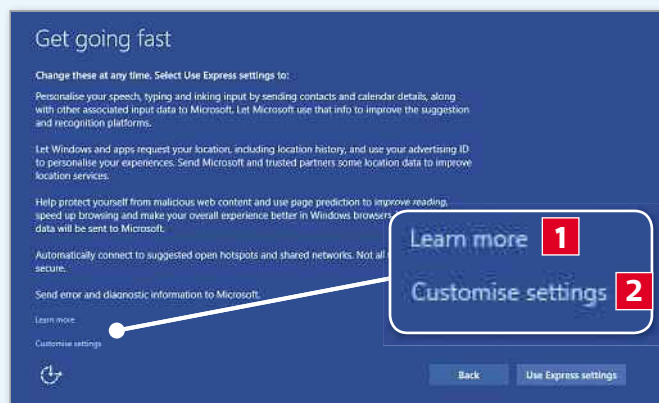 Get going fast
Change these at any time. Select Use Express settings to:
Personalise your speech, typing and inking input by sending contacts and calendar details, along
with other associated input data to Microsoft. Let Microsoft use that info to improve the suggestion
and recognition platforms.
Let Windows and apps request your location, including location history, and use your advertising ID
to personalise your experiences. Send Microsoft and trusted partners some location data to improve
location services.
Help protect yourself from malicious web content and use page prediction to improve reading,
speed up browsing and make your overall experience better in Windows browsers
data will be sent to Microsoft.
Automatically connect to suggested open hotspots and shared networks. Not all
secure.
Send error and diagnostic information to Microsoft.
Learn more
Customise settings
Learn more 1
Customise settings 2
Back Use Express settings